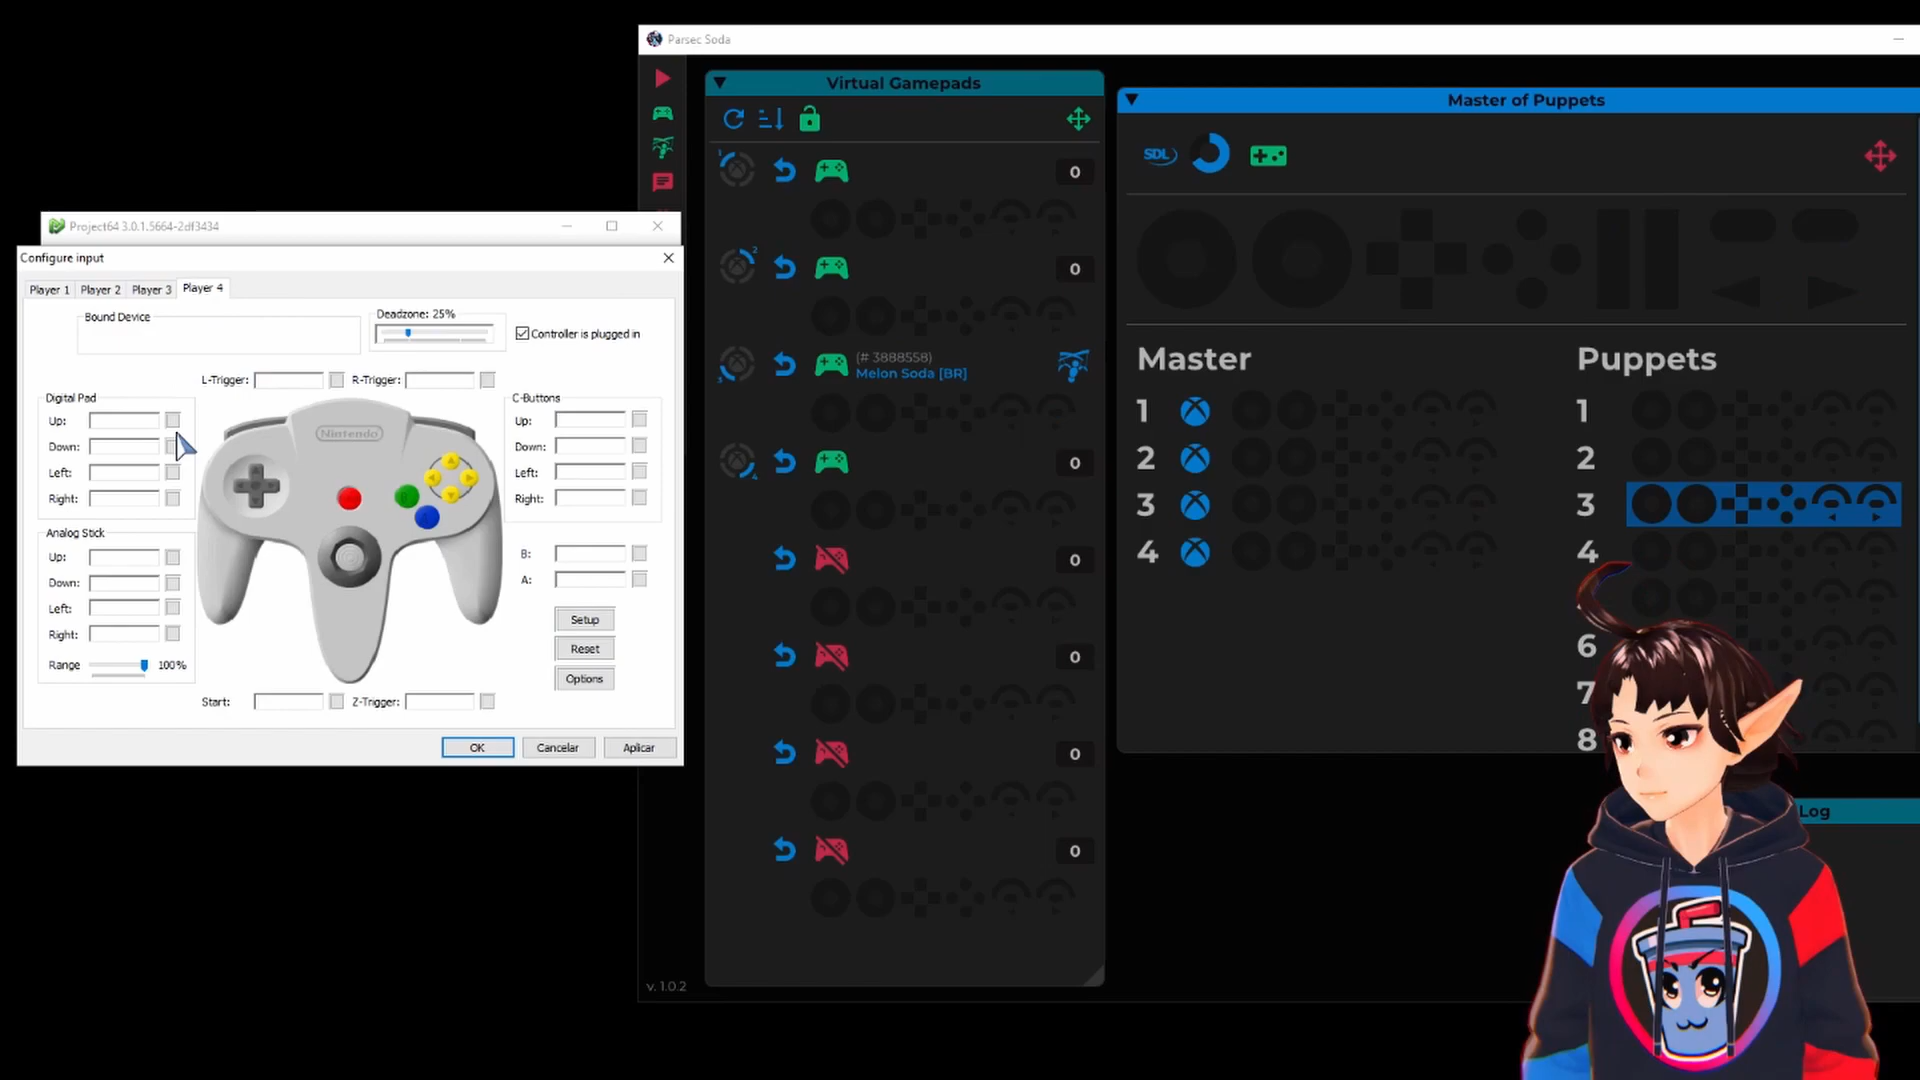 Parsec Soda
Virtual Gamepads
1
0
2
0
3
(# 3888558)
Melon Soda [BR]
4
0
0
0
0
0
v. 1.0.2
Master of Puppets
SDL
Master
1
2
3
4
Puppets
1
2
3
4
6
7
8
Log
Project64 3.0.1.5664-2df3434
Configure input
Player 1
Player 2
Player 3
Player 4
Bound Device
Deadzone: 25%
Controller is plugged in
L-Trigger:
R-Trigger:
Digital Pad
Up:
Down:
Left:
Right:
Nintendo
C-Buttons
Up:
Down:
Left:
Right:
Analog Stick
Up:
Down:
Left:
Right:
Range
100%
B:
A:
Setup
Reset
Options
Start:
Z-Trigger:
OK
Cancelar
Aplicar